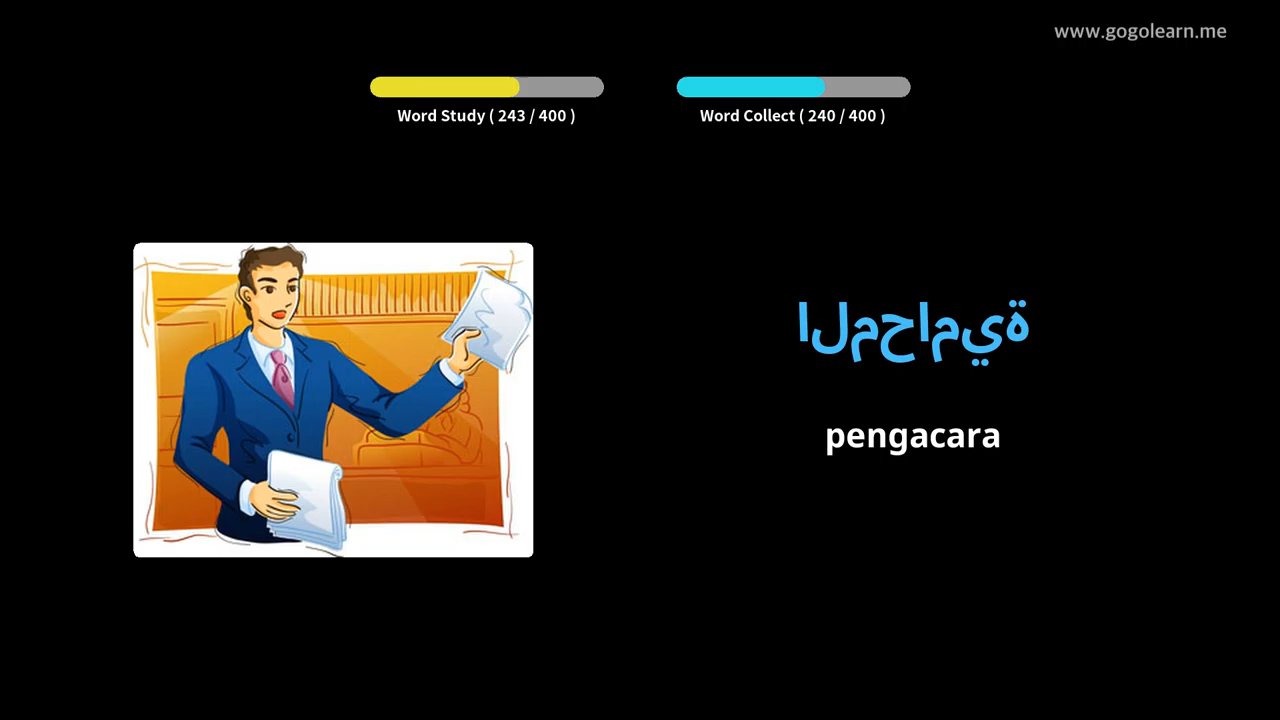 www.gogolearn.me
Word Study ( 243 / 400 )
Word Collect ( 240 / 400 )
المحامية
pengacara